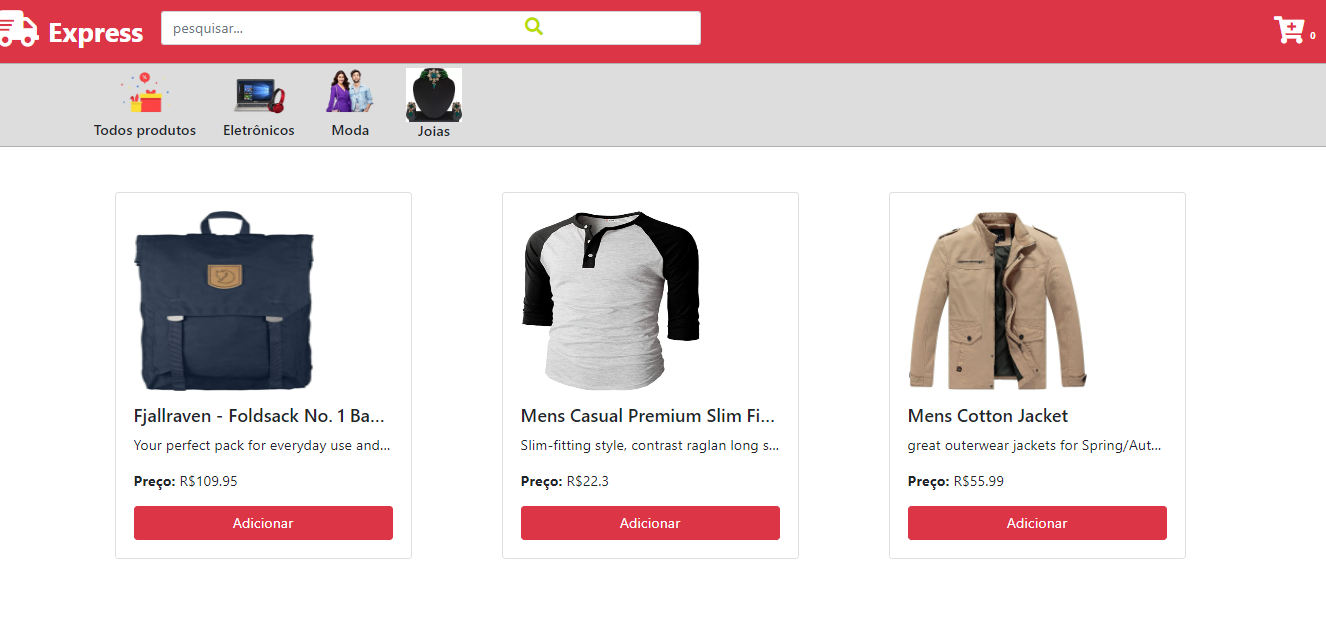 Express
pesquisar...
0
Todos produtos
Eletrônicos
Moda
Joias
Fjallraven - Foldsack No. 1 Ba...
Your perfect pack for everyday use and...
Preço: R$109.95
Adicionar
Mens Casual Premium Slim Fi...
Slim-fitting style, contrast raglan long s...
Preço: R$22.3
Adicionar
Mens Cotton Jacket
great outerwear jackets for Spring/Aut...
Preço: R$55.99
Adicionar